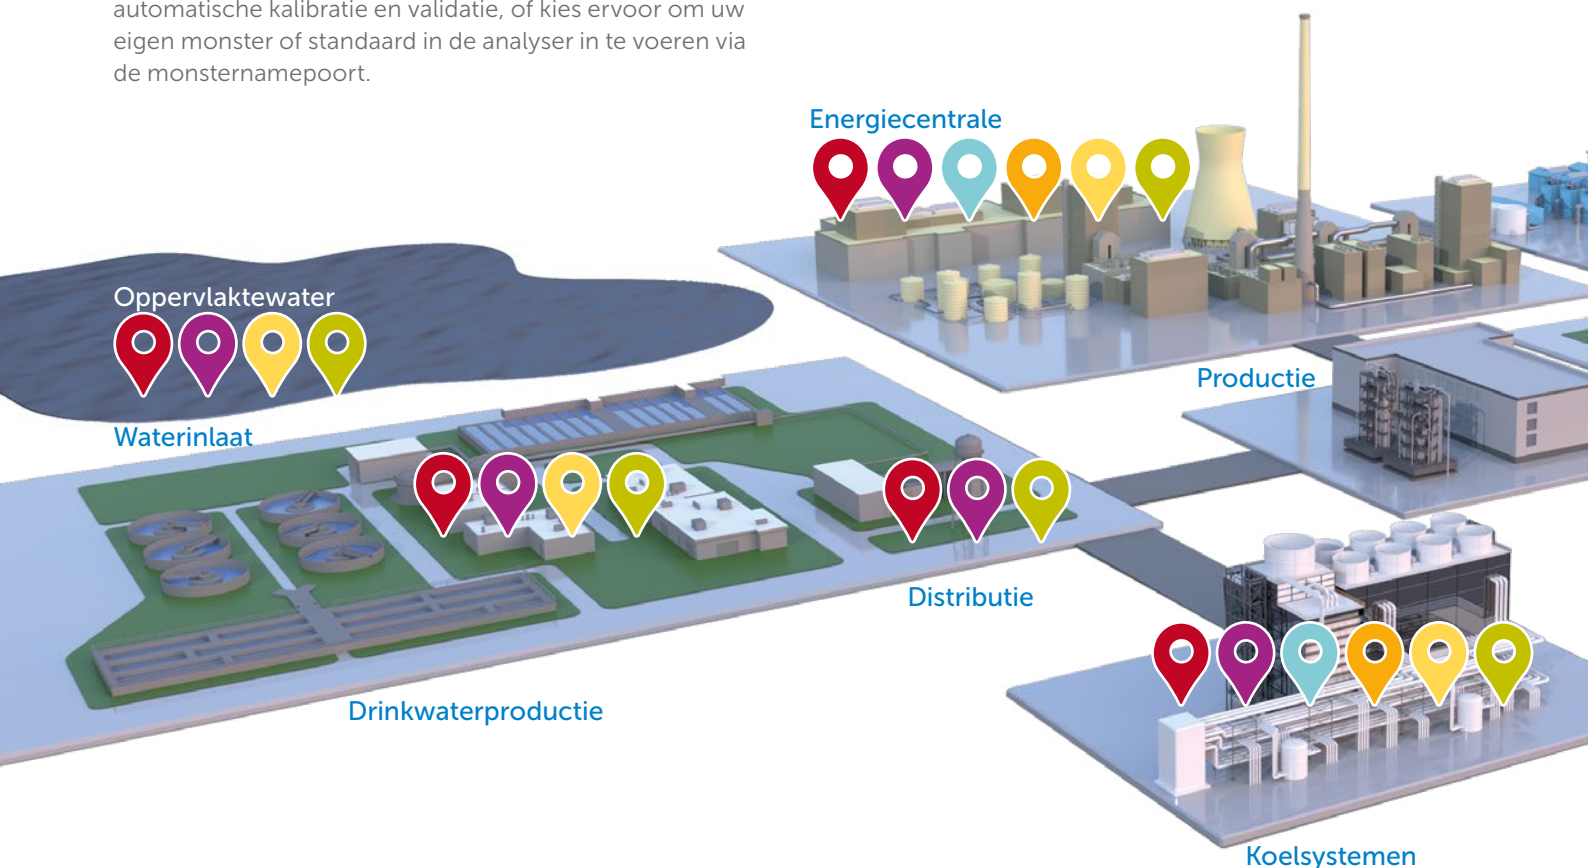 automatische kalibratie en validatie, of kies ervoor om uw
eigen monster of standaard in de analyser in te voeren via
de monsternamepoort.
Energiecentrale
Oppervlaktewater
Productie
Waterinlaat
Distributie
Drinkwaterproductie
Koelsystemen